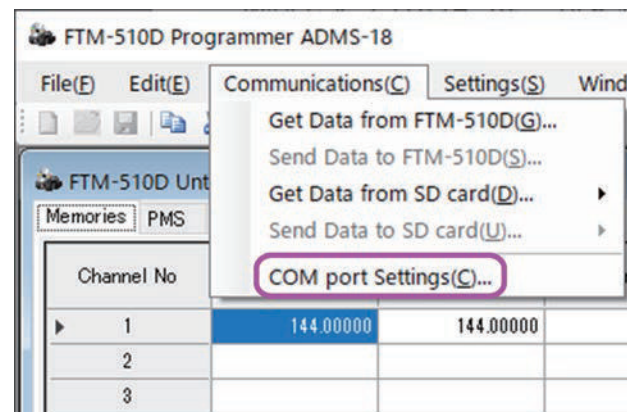 FTM-510D Programmer ADMS-18
File(F) Edit(E) Communications(C) Settings(S) Wind
Get Data from FTM-510D(G)...
Send Data to FTM-510D(S)...
Get Data from SD card(D)...
Send Data to SD card(U)...
COM port Settings(C)...
FTM-510D Unt
Memories PMS
Channel No
1 144.00000 144.00000
2
3